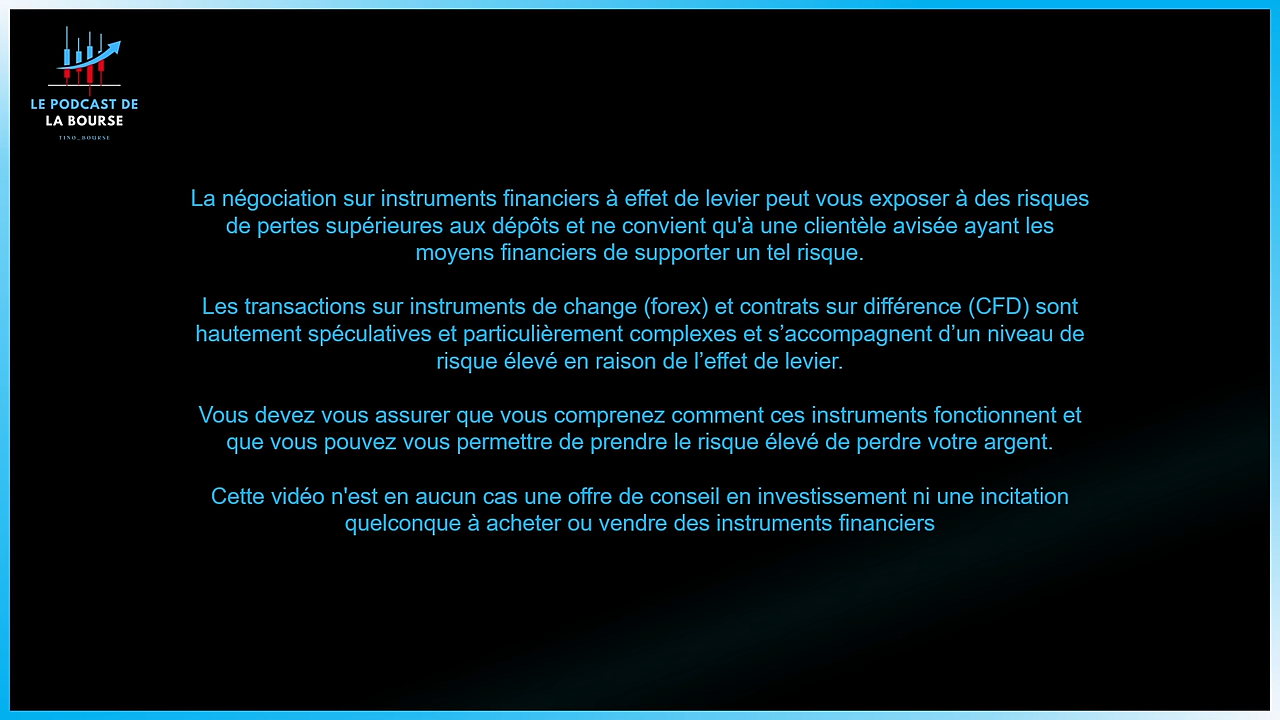 LE PODCAST DE
LA BOURSE
TINO_BOURSE
La négociation sur instruments financiers à effet de levier peut vous exposer à des risques
de pertes supérieures aux dépôts et ne convient qu'à une clientèle avisée ayant les
moyens financiers de supporter un tel risque.
Les transactions sur instruments de change (forex) et contrats sur différence (CFD) sont
hautement spéculatives et particulièrement complexes et s’accompagnent d’un niveau de
risque élevé en raison de l’effet de levier.
Vous devez vous assurer que vous comprenez comment ces instruments fonctionnent et
que vous pouvez vous permettre de prendre le risque élevé de perdre votre argent.
Cette vidéo n'est en aucun cas une offre de conseil en investissement ni une incitation
quelconque à acheter ou vendre des instruments financiers